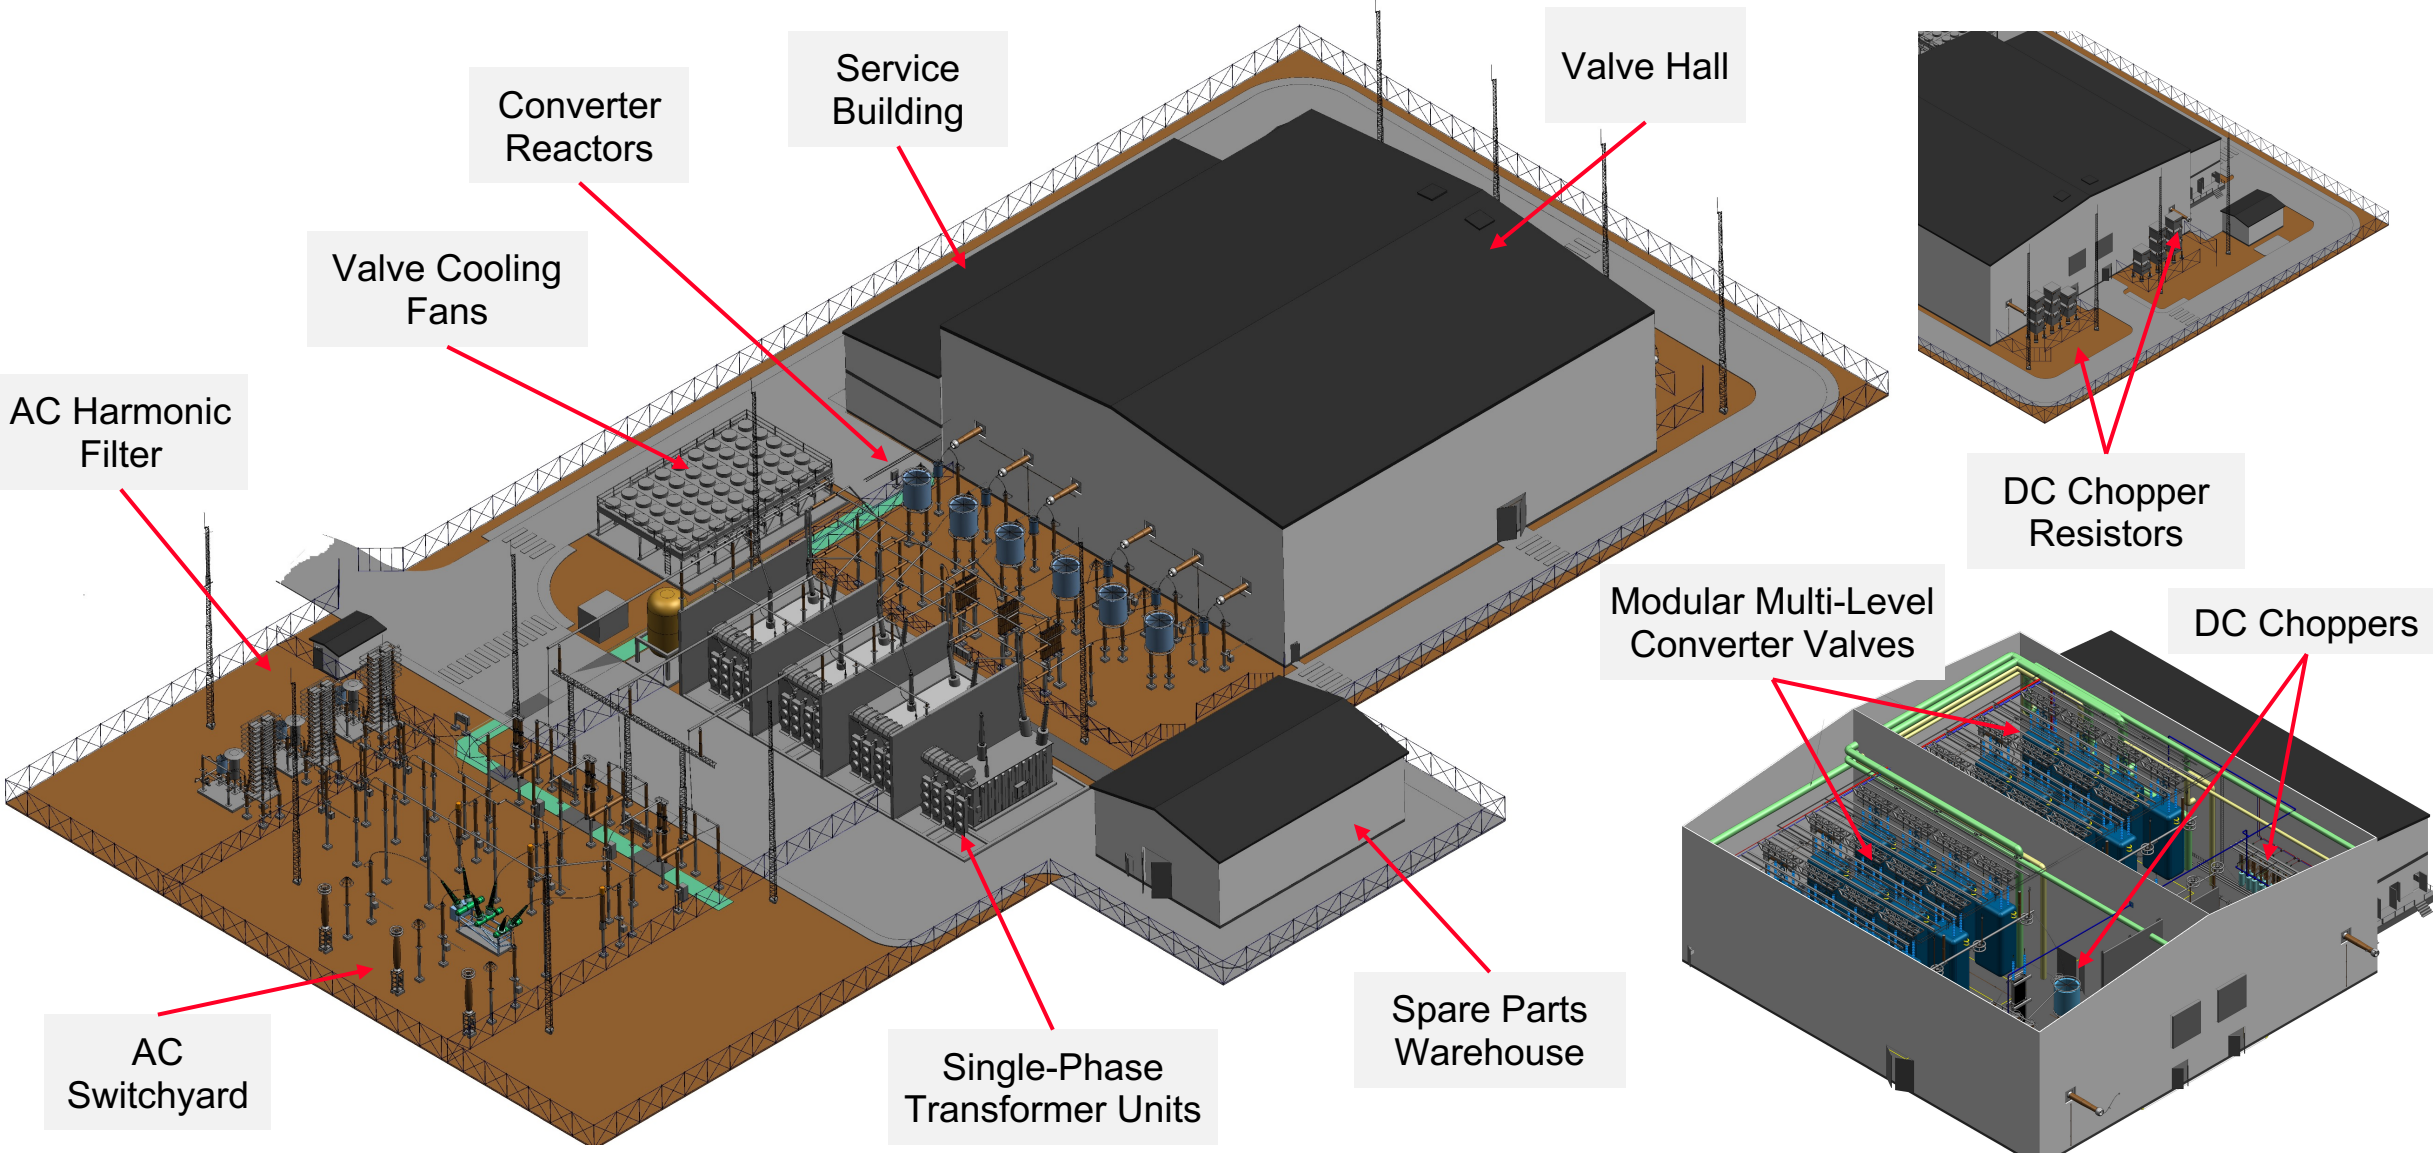 Service
Building
Valve Hall
Converter
Reactors
Valve Cooling
Fans
AC Harmonic
Filter
DC Chopper
Resistors
Modular Multi-Level
Converter Valves
DC Choppers
AC
Switchyard
Single-Phase
Transformer Units
Spare Parts
Warehouse